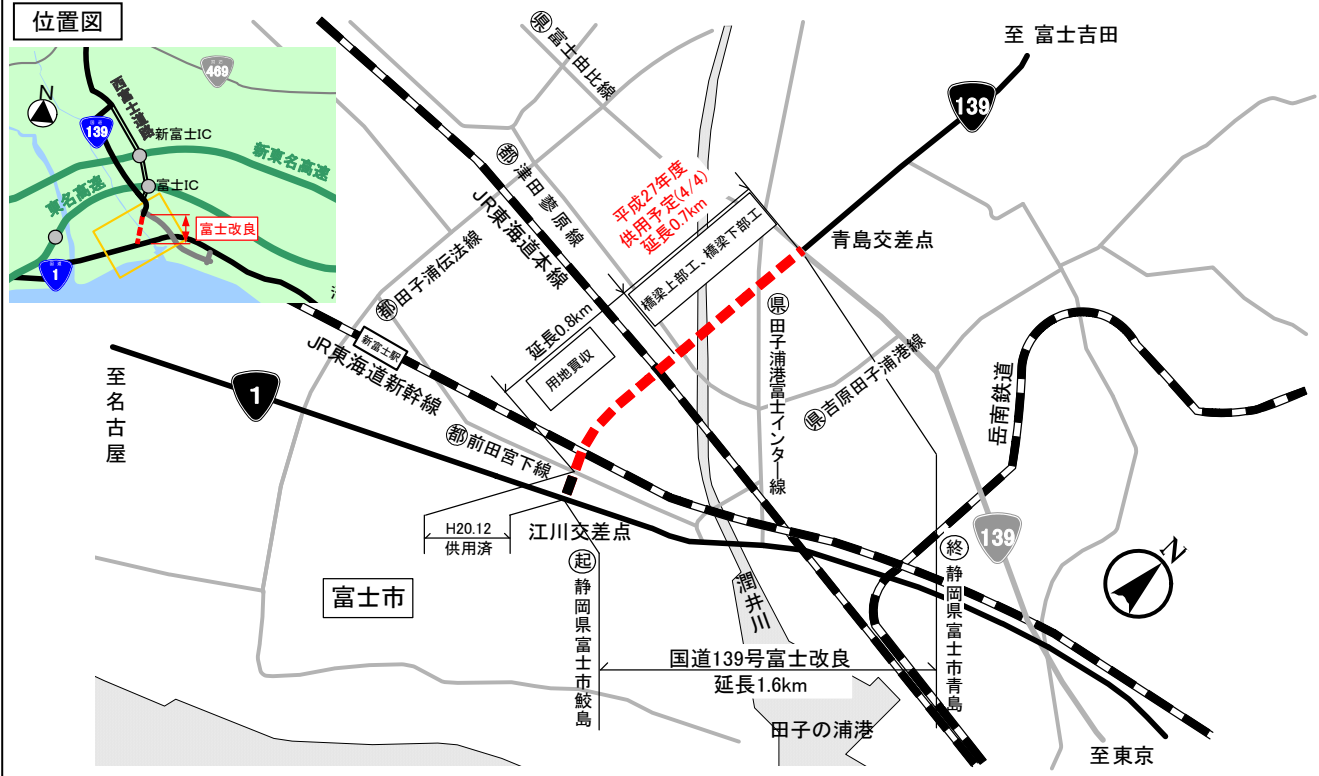 位置図
469
N
西富士道路
国道
139
新富士IC
新東名高速
富士IC
東名高速
富士改良
国道
1
至 富士吉田
139
㊩富士由比線
㊩津田蓼原線
JR東海道本線
平成27年度
供用予定(4/4)
延長0.7km
橋梁上部工、橋梁下部工
青島交差点
都田子浦伝法線
延長0.8km
用地買収
新富士駅
JR東海道新幹線
至名古屋
1
県田子浦港富士インター線
県吉原田子浦港線
岳南鉄道
都前田宮下線
H20.12
供用済
江川交差点
139
N
富士市
起
静岡県富士市鮫島
終
静岡県富士市青島
潤井川
国道139号富士改良
延長1.6km
田子の浦港
至東京